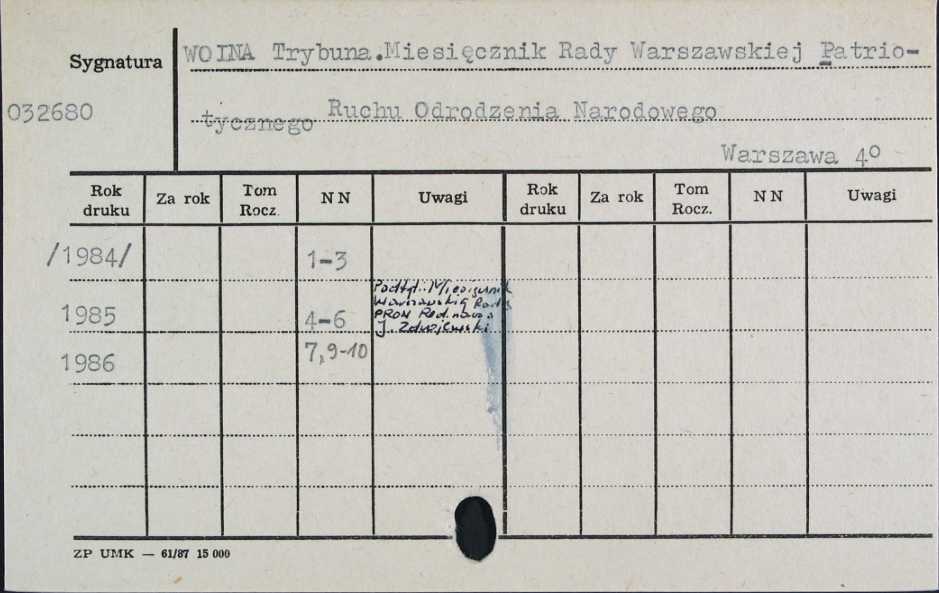 Sygnatura
WOINA Trybuna.Miesięcznik Rady Warszawskiej Patrio-
032680
tycznego Ruchu Odrodzenia Narodowego
Warszawa 4°
Rok druku Za rok Tom Rocz. N N Uwagi Rok druku Za rok Tom Rocz. N N Uwagi
/1984/ 1-3
Podtyt.: Miesięcznik
Warszawskiej Rady
PRON Red. nacz.
1985 4-6 J. Zdrojewski
1986 7,9-10
ZP UMK — 61/87 15 000